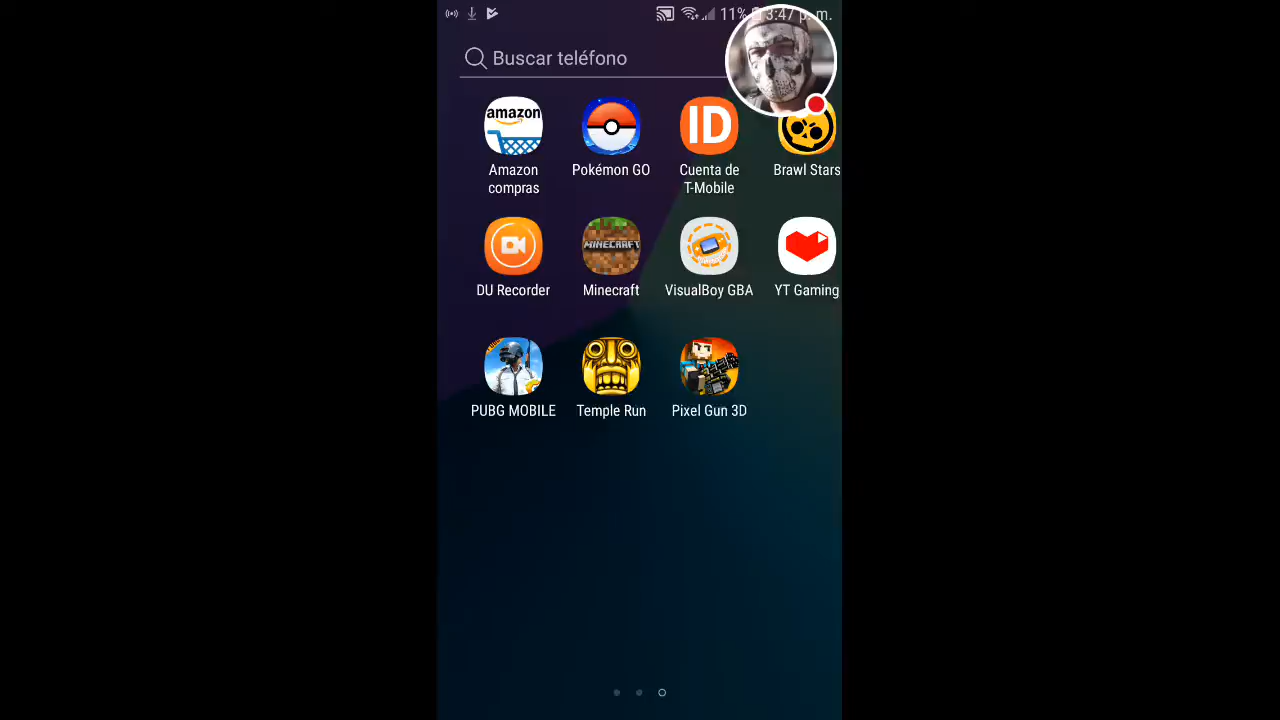 11% 3:47 p. m.
Buscar teléfono
amazon
ID
Amazon compras
Pokémon GO
Cuenta de T-Mobile
Brawl Stars
MINECRAFT
DU Recorder
Minecraft
VisualBoy GBA
YT Gaming
PUBG MOBILE
Temple Run
Pixel Gun 3D